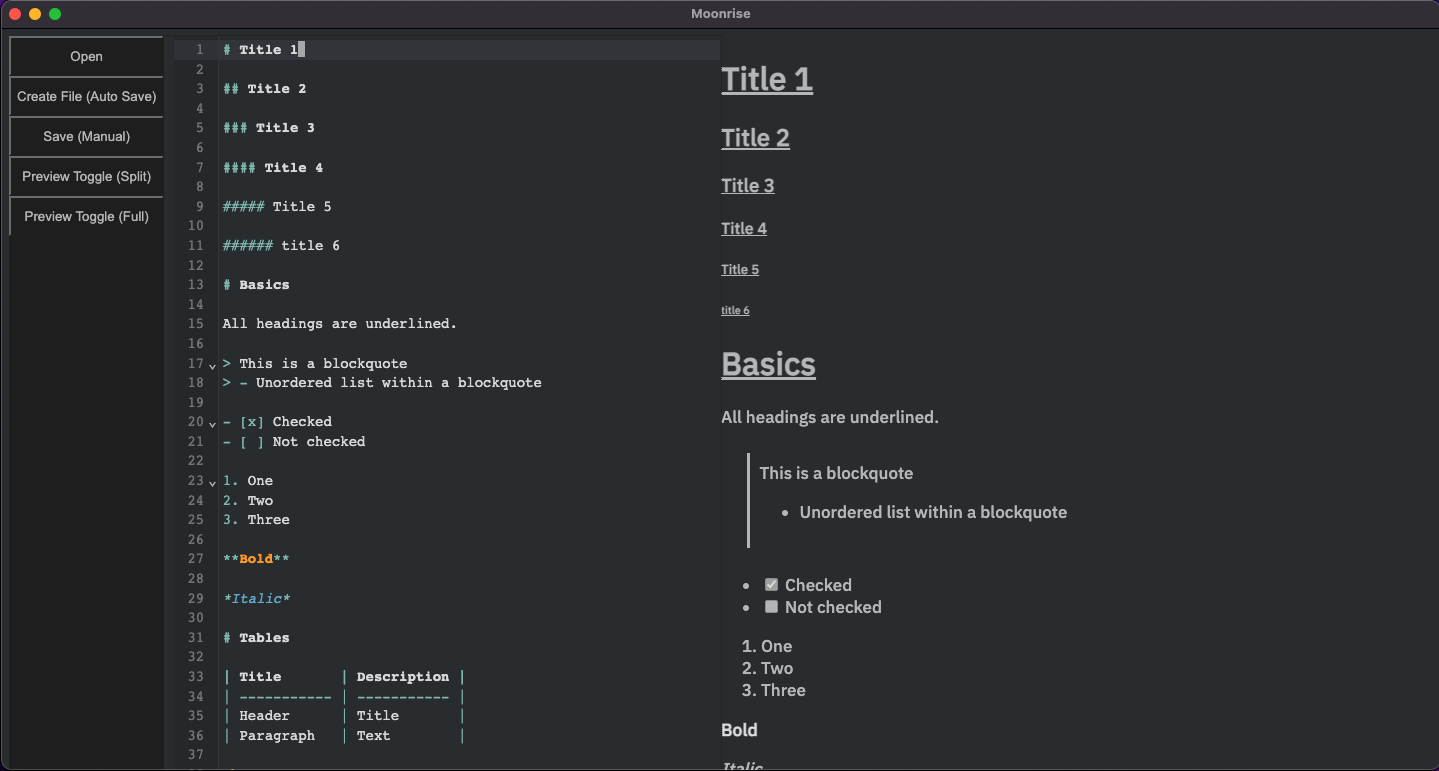 Moonrise
Open
Create File (Auto Save)
Save (Manual)
Preview Toggle (Split)
Preview Toggle (Full)
1 # Title 1
2
3 ## Title 2
4
5 ### Title 3
6
7 #### Title 4
8
9 ##### Title 5
10
11 ###### title 6
12
13 # Basics
14
15 All headings are underlined.
16
17 > This is a blockquote
18 > - Unordered list within a blockquote
19
20 - [x] Checked
21 - [ ] Not checked
22
23 1. One
24 2. Two
25 3. Three
26
27 **Bold**
28
29 *Italic*
30
31 # Tables
32
33 | Title       | Description |
34 | ----------- | ----------- |
35 | Header      | Title       |
36 | Paragraph   | Text        |
37
Title 1
Title 2
Title 3
Title 4
Title 5
title 6
Basics
All headings are underlined.
This is a blockquote
• Unordered list within a blockquote
• Checked
• Not checked
1. One
2. Two
3. Three
Bold
Italic